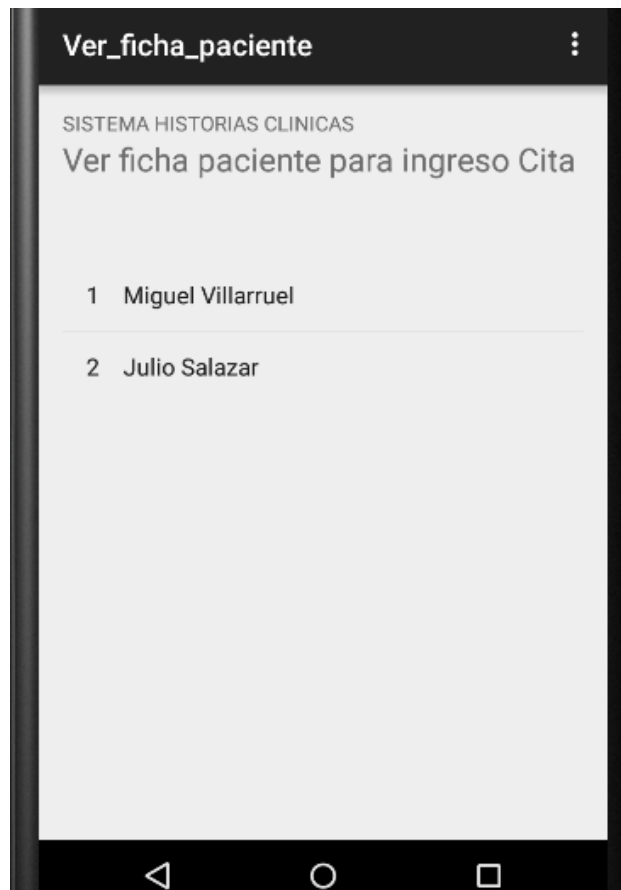 Ver_ficha_paciente
SISTEMA HISTORIAS CLINICAS
Ver ficha paciente para ingreso Cita
1 Miguel Villarruel
2 Julio Salazar